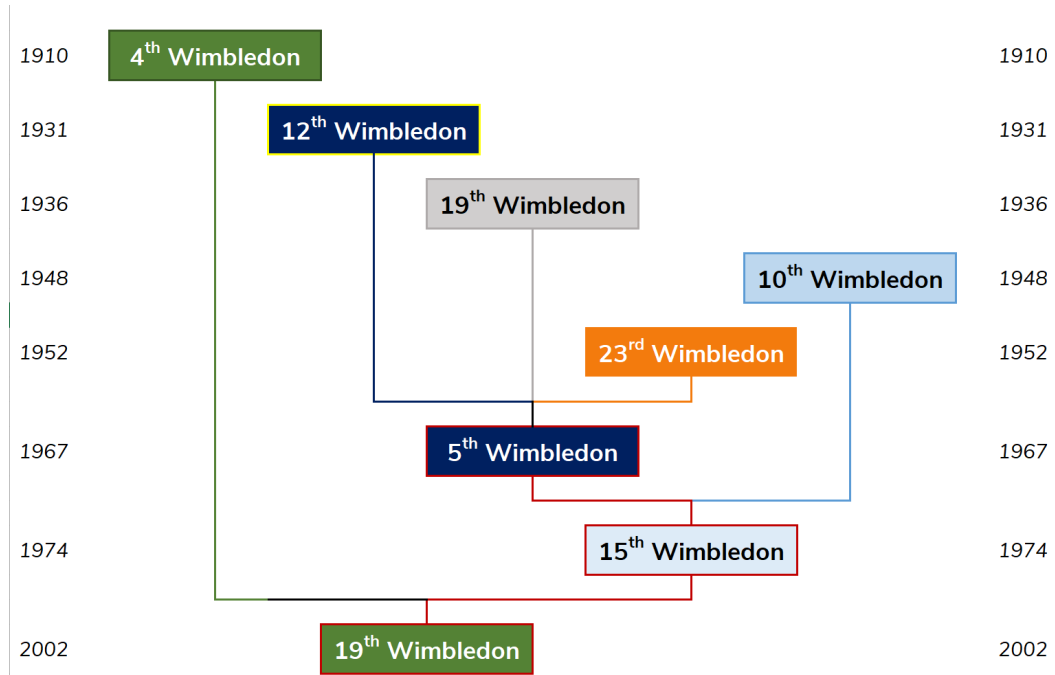 1910 4th Wimbledon 1910
1931 12th Wimbledon 1931
1936 19th Wimbledon 1936
1948 10th Wimbledon 1948
1952 23rd Wimbledon 1952
1967 5th Wimbledon 1967
1974 15th Wimbledon 1974
2002 19th Wimbledon 2002